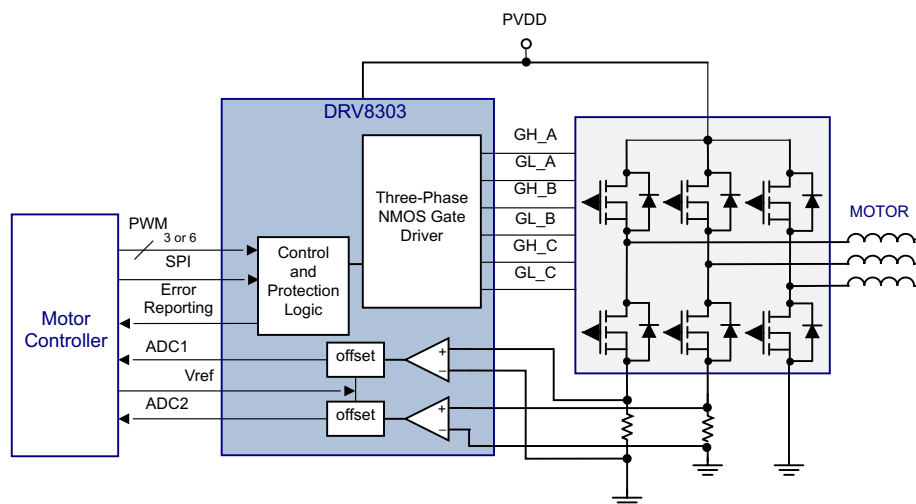 PVDD
DRV8303
GH_A
GL_A
GH_B
GL_B
GH_C
GL_C
Three-Phase
NMOS Gate
Driver
MOTOR
PWM
3 or 6
SPI
Control
and
Protection
Logic
Error
Reporting
Motor
Controller
ADC1
offset
+
−
Vref
ADC2
offset
+
−